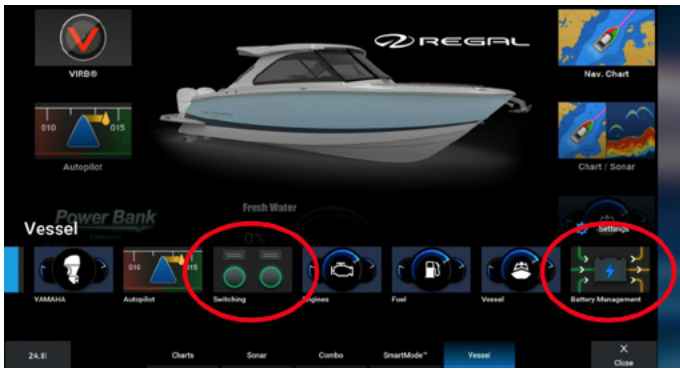 REGAL
VIRB®
Nav. Chart
010 015
Autopilot
Chart / Sonar
Power Bank
Fresh Water
0%
Settings
Vessel
YAMAHA
Autopilot
Switching
Engines
Fuel
Vessel
Battery Management
Charts
Sonar
Combo
SmartMode™
Vessel
X
Close